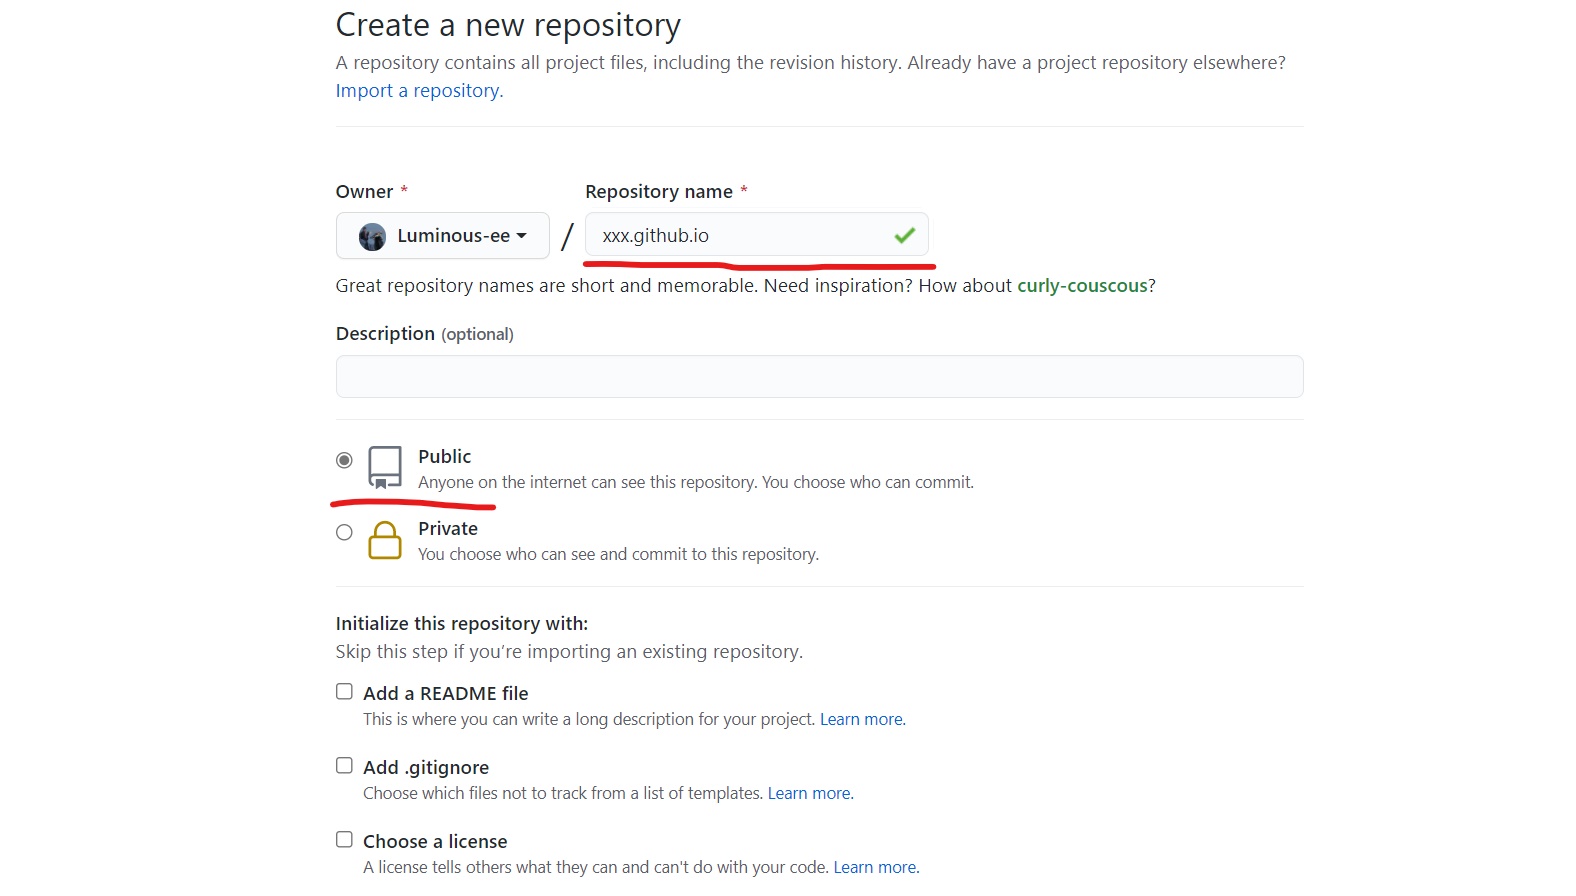 Create a new repository
A repository contains all project files, including the revision history. Already have a project repository elsewhere?
Import a repository.
Owner * Repository name *
Luminous-ee / xxx.github.io
Great repository names are short and memorable. Need inspiration? How about curly-couscous?
Description (optional)
Public
Anyone on the internet can see this repository. You choose who can commit.
Private
You choose who can see and commit to this repository.
Initialize this repository with:
Skip this step if you’re importing an existing repository.
Add a README file
This is where you can write a long description for your project. Learn more.
Add .gitignore
Choose which files not to track from a list of templates. Learn more.
Choose a license
A license tells others what they can and can't do with your code. Learn more.